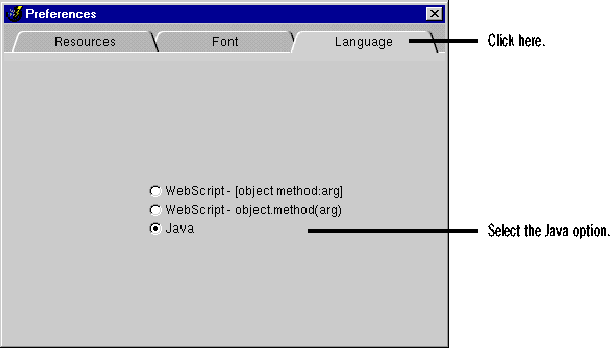 Preferences
Resources Font Language
Click here.
WebScript - [object method:arg]
WebScript - object.method(arg)
Java
Select the Java option.